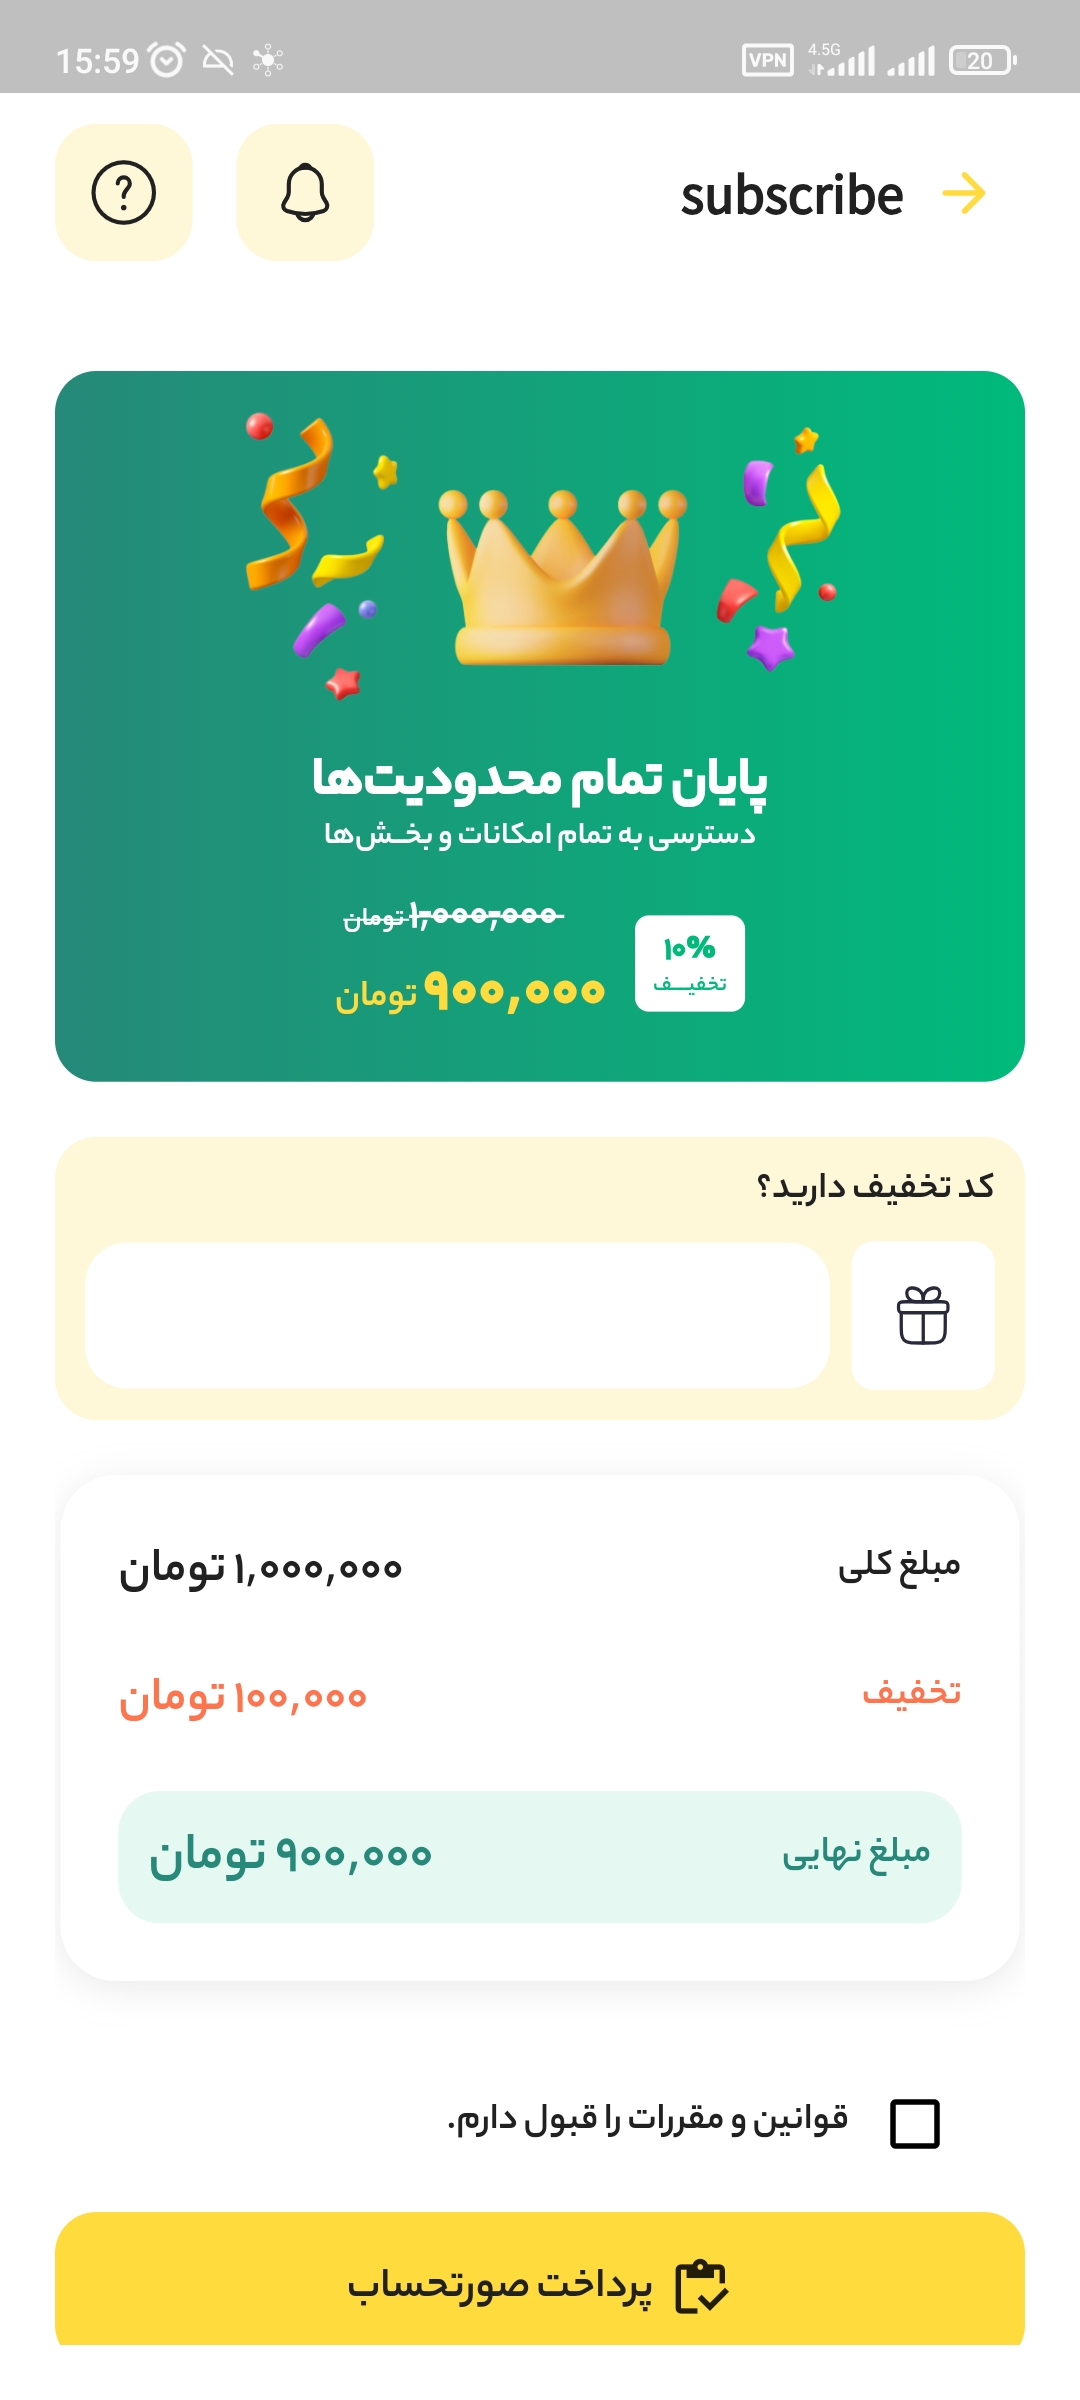 15:59
VPN
4.5G
20
subscribe
پایان تمام محدودیت‌ها
دسترسی به تمام امکانات و بخـش‌ها
۱,۰۰۰,۰۰۰ تومان
۱۰%
تخفیـــف
۹۰۰,۰۰۰ تومان
کد تخفیف دارید؟
مبلغ کلی
۱,۰۰۰,۰۰۰ تومان
تخفیف
۱۰۰,۰۰۰ تومان
مبلغ نهایی
۹۰۰,۰۰۰ تومان
قوانین و مقررات را قبول دارم.
پرداخت صورتحساب